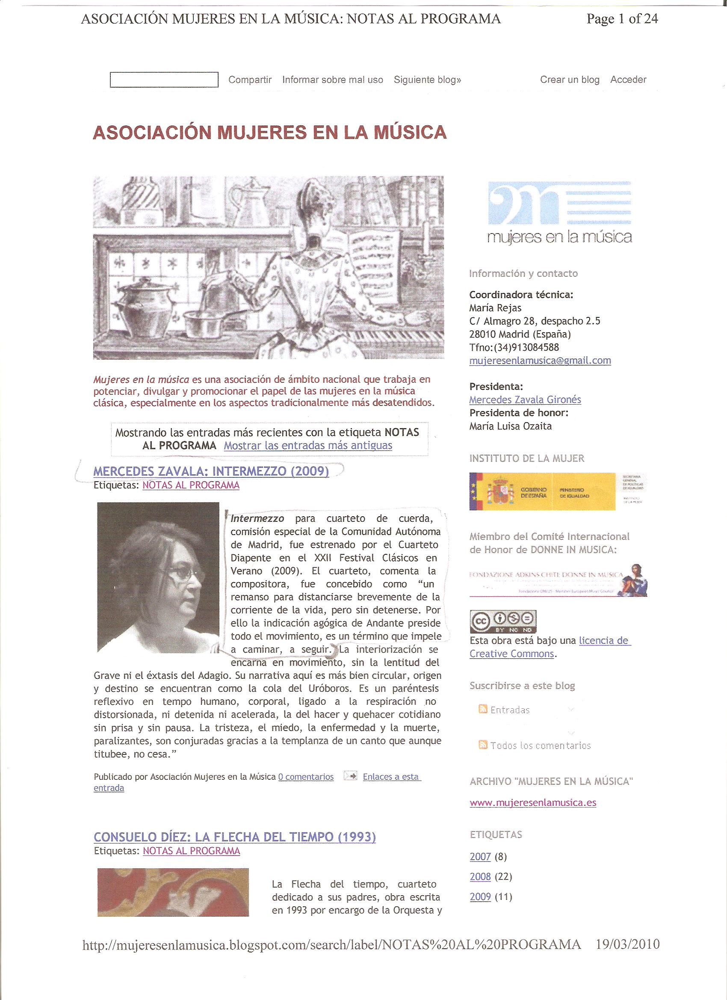 ASOCIACIÓN MUJERES EN LA MÚSICA: NOTAS AL PROGRAMA Page 1 of 24
Compartir Informar sobre mal uso Siguiente blog» Crear un blog Acceder
ASOCIACIÓN MUJERES EN LA MÚSICA
Mujeres en la música es una asociación de ámbito nacional que trabaja en
potenciar, divulgar y promocionar el papel de las mujeres en la música
clásica, especialmente en los aspectos tradicionalmente más desatendidos.
Mostrando las entradas más recientes con la etiqueta NOTAS
AL PROGRAMA Mostrar las entradas más antiguas
MERCEDES ZAVALA: INTERMEZZO (2009)
Etiquetas: NOTAS AL PROGRAMA
Intermezzo para cuarteto de cuerda,
comisión especial de la Comunidad Autónoma
de Madrid, fue estrenado por el Cuarteto
Diapente en el XXII Festival Clásicos en
Verano (2009). El cuarteto, comenta la
compositora, fue concebido como “un
remanso para distanciarse brevemente de la
corriente de la vida, pero sin detenerse. Por
ello la indicación agógica de Andante preside
todo el movimiento, es un término que impele
a caminar, a seguir. La interiorización se
encarna en movimiento, sin la lentitud del
Grave ni el éxtasis del Adagio. Su narrativa aquí es más bien circular, origen
y destino se encuentran como la cola del Uróboros. Es un paréntesis
reflexivo en tempo humano, corporal, ligado a la respiración no
distorsionada, ni detenida ni acelerada, la del hacer y quehacer cotidiano
sin prisa y sin pausa. La tristeza, el miedo, la enfermedad y la muerte,
paralizantes, son conjuradas gracias a la templanza de un canto que aunque
titubee, no cesa.”
Publicado por Asociación Mujeres en la Música 0 comentarios Enlaces a esta
entrada
CONSUELO DÍEZ: LA FLECHA DEL TIEMPO (1993)
Etiquetas: NOTAS AL PROGRAMA
La Flecha del tiempo, cuarteto
dedicado a sus padres, obra escrita
en 1993 por encargo de la Orquesta y
mujeres en la música
Información y contacto
Coordinadora técnica:
María Rejas
C/ Almagro 28, despacho 2.5
28010 Madrid (España)
Tfno:(34)913084588
mujeresenlamusica@gmail.com
Presidenta:
Mercedes Zavala Gironés
Presidenta de honor:
María Luisa Ozaita
INSTITUTO DE LA MUJER
GOBIERNO
DE ESPAÑA
MINISTERIO
DE IGUALDAD
SECRETARIA
GENERAL
DE POLÍTICAS
DE IGUALDAD
Miembro del Comité Internacional
de Honor de DONNE IN MUSICA:
FONDAZIONE ADKINS CHITI: DONNE IN MUSICA
cc BY NC ND
Esta obra está bajo una licencia de
Creative Commons.
Suscribirse a este blog
Entradas
Todos los comentarios
ARCHIVO "MUJERES EN LA MÚSICA"
www.mujeresenlamusica.es
ETIQUETAS
2007 (8)
2008 (22)
2009 (11)
http://mujeresenlamusica.blogspot.com/search/label/NOTAS%20AL%20PROGRAMA 19/03/2010